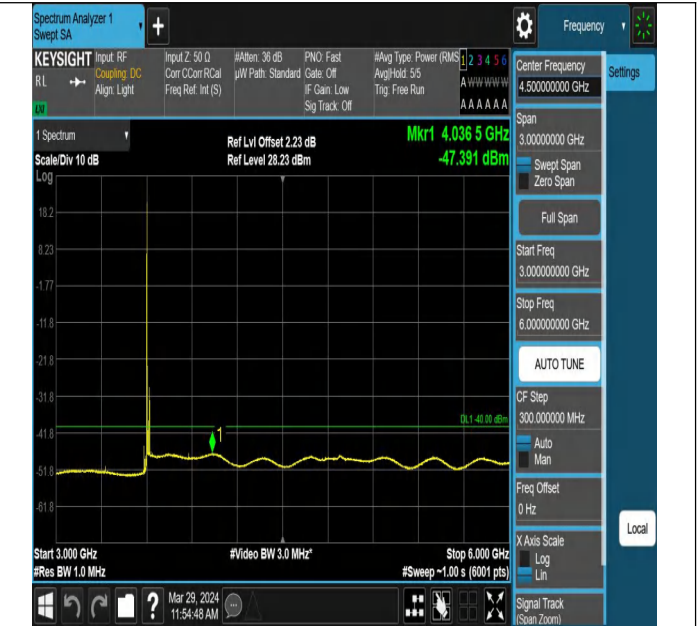 Spectrum Analyzer 1
Swept SA
+
Frequency
KEYSIGHT
RL
LXI
Input: RF
Coupling: DC
Align: Light
Input Z: 50 Ω
Corr CCorr RCal
Freq Ref: Int (S)
#Atten: 36 dB
µW Path: Standard
PNO: Fast
Gate: Off
IF Gain: Low
Sig Track: Off
#Avg Type: Power (RMS
Avg|Hold: 5/5
Trig: Free Run
1 2 3 4 5 6
A W W W W W
A A A A A A
1 Spectrum
Scale/Div 10 dB
Ref Lvl Offset 2.23 dB
Ref Level 28.23 dBm
Mkr1 4.036 5 GHz
-47.391 dBm
Log
18.2
8.23
-1.77
-11.8
-21.8
-31.8
-41.8
-51.8
-61.8
DL1 -40.00 dBm
1
Start 3.000 GHz
#Res BW 1.0 MHz
#Video BW 3.0 MHz*
Stop 6.000 GHz
#Sweep ~1.00 s (6001 pts)
Mar 29, 2024
11:54:48 AM
?
Center Frequency
4.500000000 GHz
Settings
Span
3.00000000 GHz
Swept Span
Zero Span
Full Span
Start Freq
3.000000000 GHz
Stop Freq
6.000000000 GHz
AUTO TUNE
CF Step
300.000000 MHz
Auto
Man
Freq Offset
0 Hz
X Axis Scale
Log
Lin
Local
Signal Track
(Span Zoom)